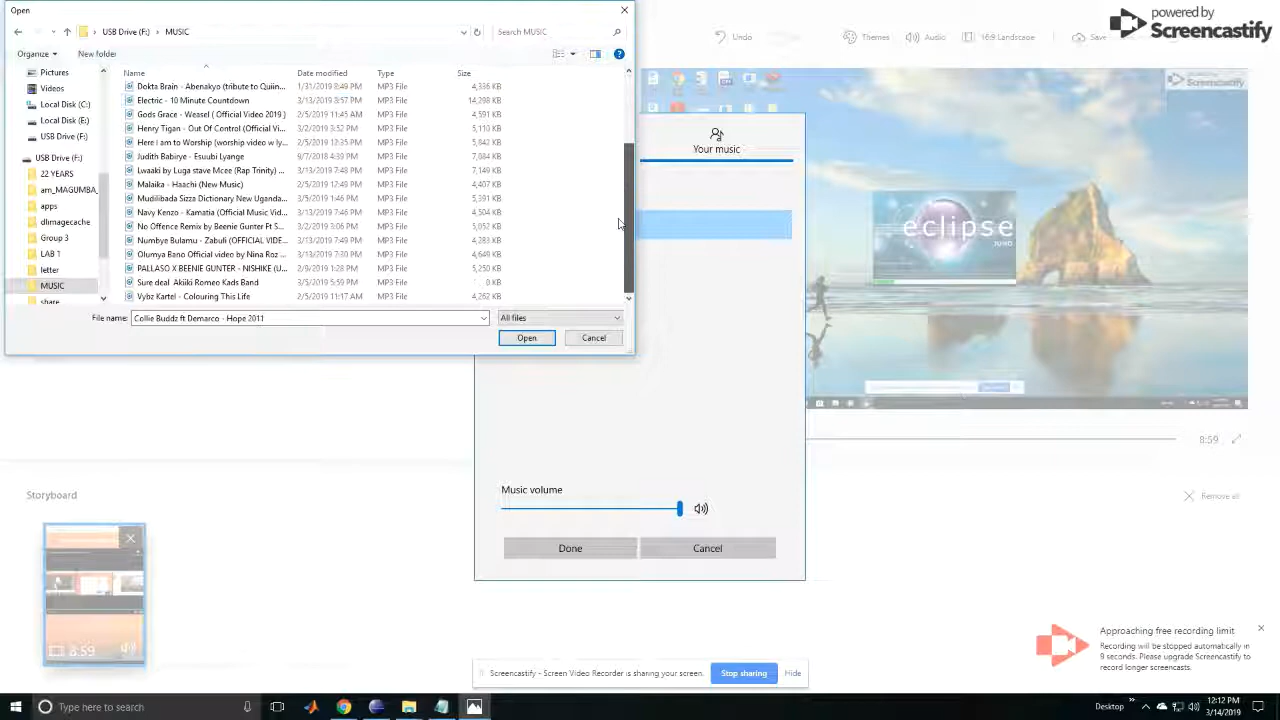 Open
powered by
Screencastify
USB Drive (F:) > MUSIC
Search MUSIC
Undo
Themes
Audio
16:9 Landscape
Save
Organize
New folder
Pictures
Videos
Local Disk (C:)
Local Disk (E:)
USB Drive (F:)
USB Drive (F:)
22 YEARS
am_MAGUMBA_
apps
dlimagecache
Group 3
LAB 1
letter
MUSIC
share
Name Date modified Type Size
Dokta Brain - Abenakyo (tribute to Quiin... 1/31/2019 8:49 PM MP3 File 4,336 KB
Electric - 10 Minute Countdown 3/13/2019 8:57 PM MP3 File 14,298 KB
Gods Grace - Weasel ( Official Video 2019 ) 2/5/2019 11:45 AM MP3 File 4,591 KB
Henry Tigan - Out Of Control (Official Vi... 3/2/2019 3:52 PM MP3 File 5,110 KB
Here I am to Worship (worship video w ly... 2/5/2019 12:35 PM MP3 File 5,842 KB
Judith Babirye - Esuubi Lyange 9/7/2018 4:39 PM MP3 File 7,084 KB
Lwaaki by Luga stave Mcee (Rap Trinity) ... 3/13/2019 7:48 PM MP3 File 7,149 KB
Malaika - Haachi (New Music) 2/5/2019 12:49 PM MP3 File 4,407 KB
Mudilibada Sizza Dictionary New Uganda... 3/5/2019 1:46 PM MP3 File 5,391 KB
Navy Kenzo - Kamatia (Official Music Vid... 3/13/2019 7:46 PM MP3 File 4,504 KB
No Offence Remix by Beenie Gunter Ft S... 3/2/2019 3:06 PM MP3 File 5,052 KB
Numbye Bulamu - Zabuli (OFFICIAL VIDE... 3/13/2019 7:49 PM MP3 File 4,283 KB
Olumya Bano Official video by Nina Roz ... 3/13/2019 7:30 PM MP3 File 4,649 KB
PALLASO X BEENIE GUNTER - NISHIKE (U... 2/9/2019 1:28 PM MP3 File 5,250 KB
Sure deal Akiiki Romeo Kads Band 3/5/2019 5:59 PM MP3 File 0 KB
Vybz Kartel - Colouring This Life 2/5/2019 11:17 AM MP3 File 4,262 KB
File name: Collie Buddz ft Demarco - Hope 2011
All files
Open
Cancel
Your music
eclipse
JUNO
8:59
Music volume
Done
Cancel
Storyboard
Remove all
8:59
Approaching free recording limit
Recording will be stopped automatically in
9 seconds. Please upgrade Screencastify to
record longer screencasts.
Screencastify - Screen Video Recorder is sharing your screen.
Stop sharing
Hide
Type here to search
Desktop
12:12 PM
3/14/2019